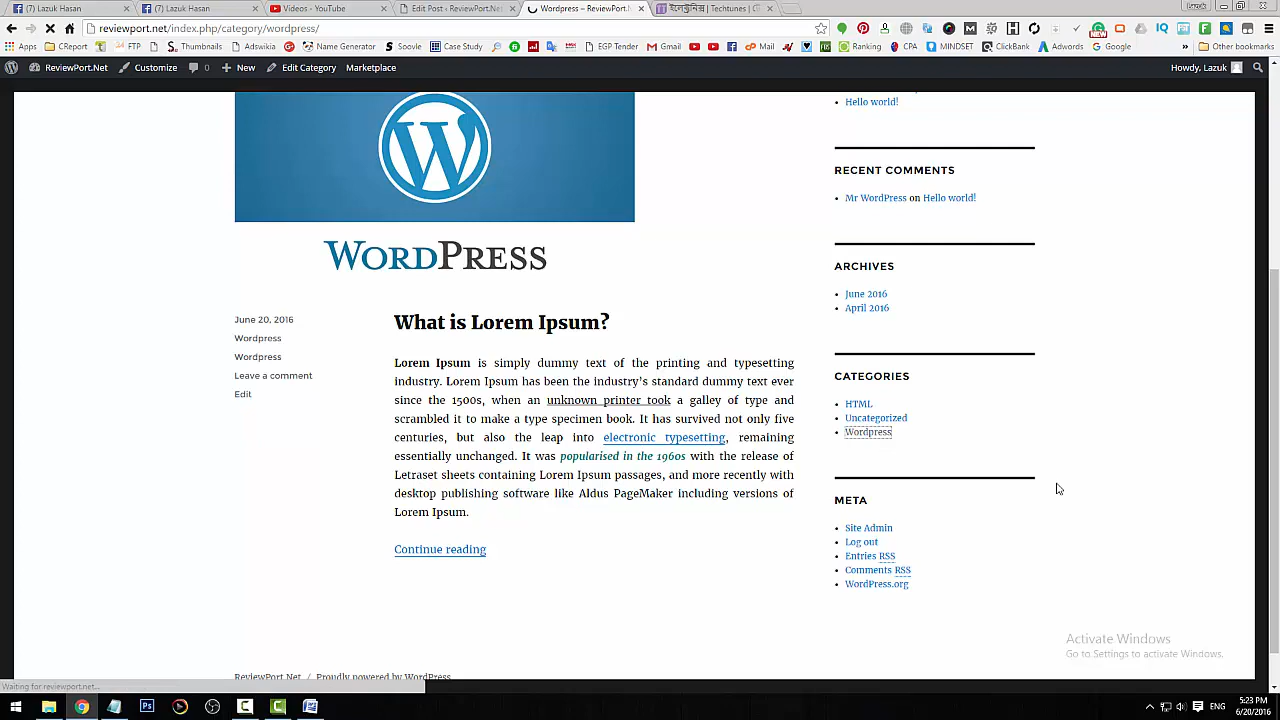 (7) Lazuk Hasan
(7) Lazuk Hasan
Videos - YouTube
Edit Post ‹ ReviewPort.Net
Wordpress – ReviewPort.N
Techtunes |
reviewport.net/index.php/category/wordpress/
Apps
CReport
FTP
Thumbnails
Adswikia
Name Generator
Gavoole
Case Study
EGP Tender
Gmail
Mail
Ranking
CPA
MINDSET
ClickBank
Adwords
Google
»
Other bookmarks
NEW
ReviewPort.Net
Customize
0
New
Edit Category
Marketplace
Howdy, Lazuk
Hello world!
RECENT COMMENTS
Mr WordPress on Hello world!
WORDPRESS
ARCHIVES
June 2016
April 2016
June 20, 2016
Wordpress
Wordpress
Leave a comment
Edit
What is Lorem Ipsum?
Lorem Ipsum is simply dummy text of the printing and typesetting
industry. Lorem Ipsum has been the industry's standard dummy text ever
since the 1500s, when an unknown printer took a galley of type and
scrambled it to make a type specimen book. It has survived not only five
centuries, but also the leap into electronic typesetting, remaining
essentially unchanged. It was popularised in the 1960s with the release of
Letraset sheets containing Lorem Ipsum passages, and more recently with
desktop publishing software like Aldus PageMaker including versions of
Lorem Ipsum.
Continue reading
CATEGORIES
HTML
Uncategorized
Wordpress
META
Site Admin
Log out
Entries RSS
Comments RSS
WordPress.org
Activate Windows
Go to Settings to activate Windows.
ReviewPort.Net / Proudly powered by WordPress
Waiting for reviewport.net...
ENG
5:23 PM
6/20/2016